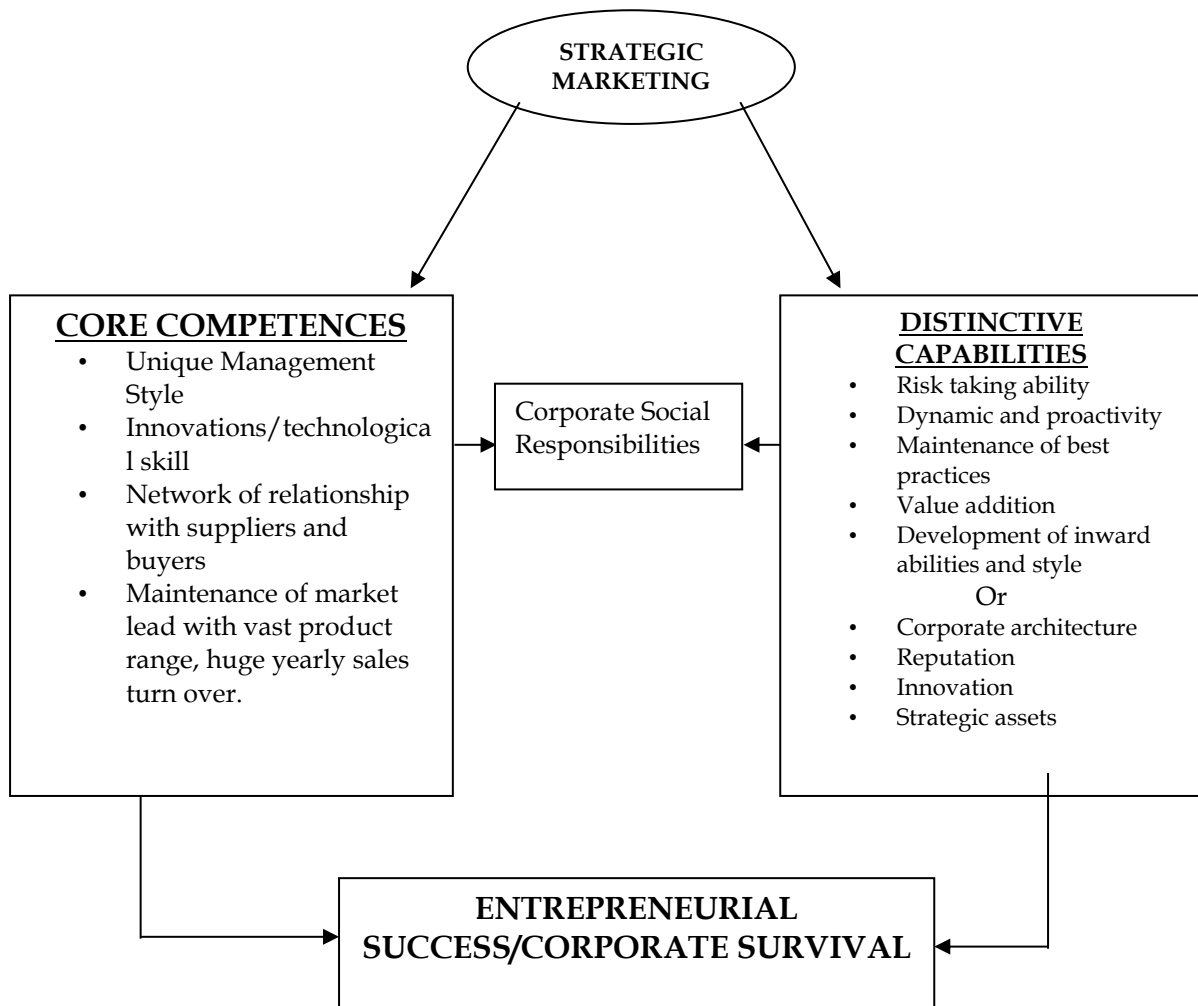 STRATEGIC
MARKETING
CORE COMPETENCES
• Unique Management
Style
• Innovations/technologica
l skill
• Network of relationship
with suppliers and
buyers
• Maintenance of market
lead with vast product
range, huge yearly sales
turn over.
Corporate Social
Responsibilities
DISTINCTIVE
CAPABILITIES
• Risk taking ability
• Dynamic and proactivity
• Maintenance of best
practices
• Value addition
• Development of inward
abilities and style
Or
• Corporate architecture
• Reputation
• Innovation
• Strategic assets
ENTREPRENEURIAL
SUCCESS/CORPORATE SURVIVAL